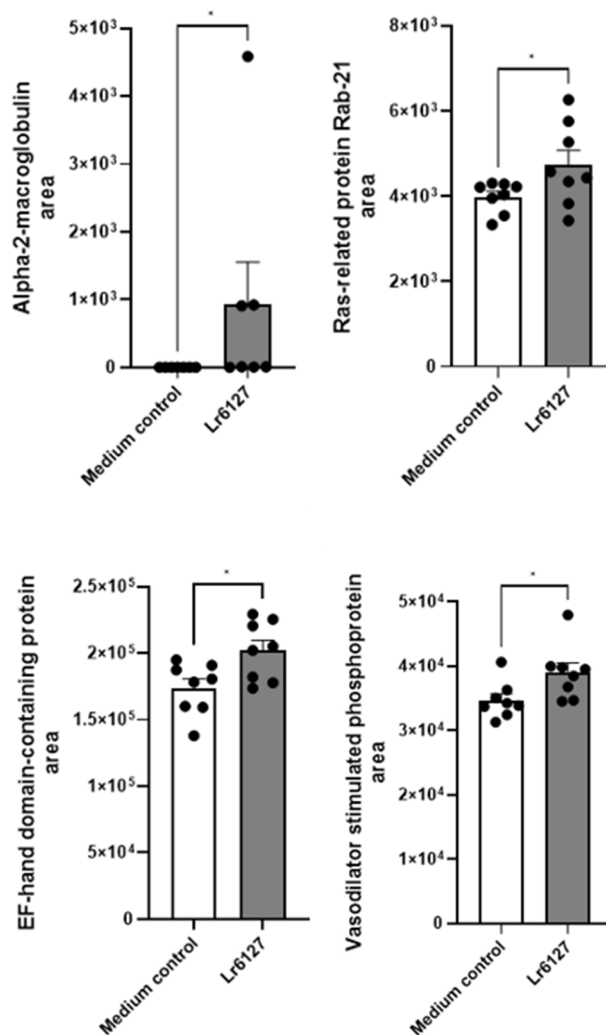 Alpha-2-macroglobulin
area
5×10³
4×10³
3×10³
2×10³
1×10³
0
*
Medium control
Lr6127
Ras-related protein Rab-21
area
8×10³
6×10³
4×10³
2×10³
0
*
Medium control
Lr6127
EF-hand domain-containing protein
area
2.5×10⁵
2×10⁵
1.5×10⁵
1×10⁵
5×10⁴
0
*
Medium control
Lr6127
Vasodilator stimulated phosphoprotein
area
5×10⁴
4×10⁴
3×10⁴
2×10⁴
1×10⁴
0
*
Medium control
Lr6127